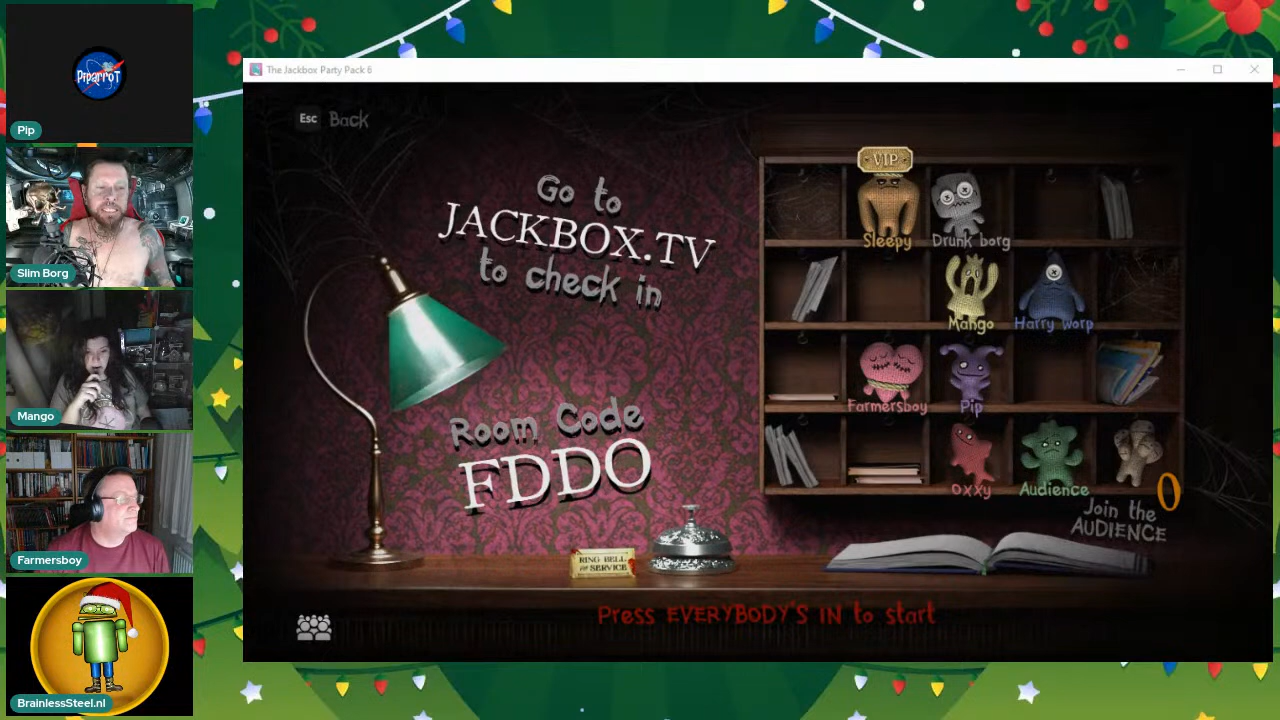 PiparroT
Pip
Slim Borg
Mango
Farmersboy
BrainlessSteel.nl
The Jackbox Party Pack 6
Esc Back
Go to
JACKBOX.TV
to check in
Room Code
FDDO
RING BELL
for SERVICE
VIP
Sleepy
Drunk borg
Mango
Harry worp
Farmersboy
Pip
Oxxy
Audience
0
Join the
AUDIENCE
Press EVERYBODY'S IN to start